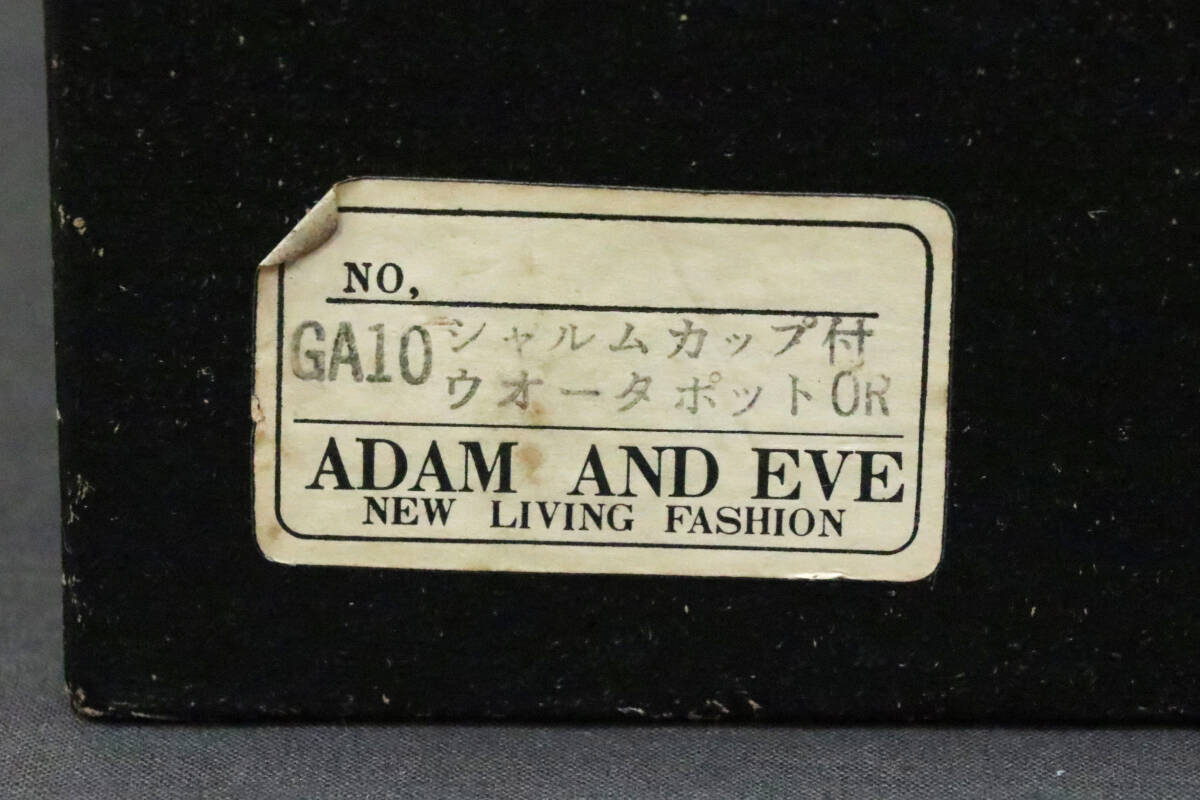 NO,
GA10 シャルムカップ付
ウオータポットOR
ADAM AND EVE
NEW LIVING FASHION